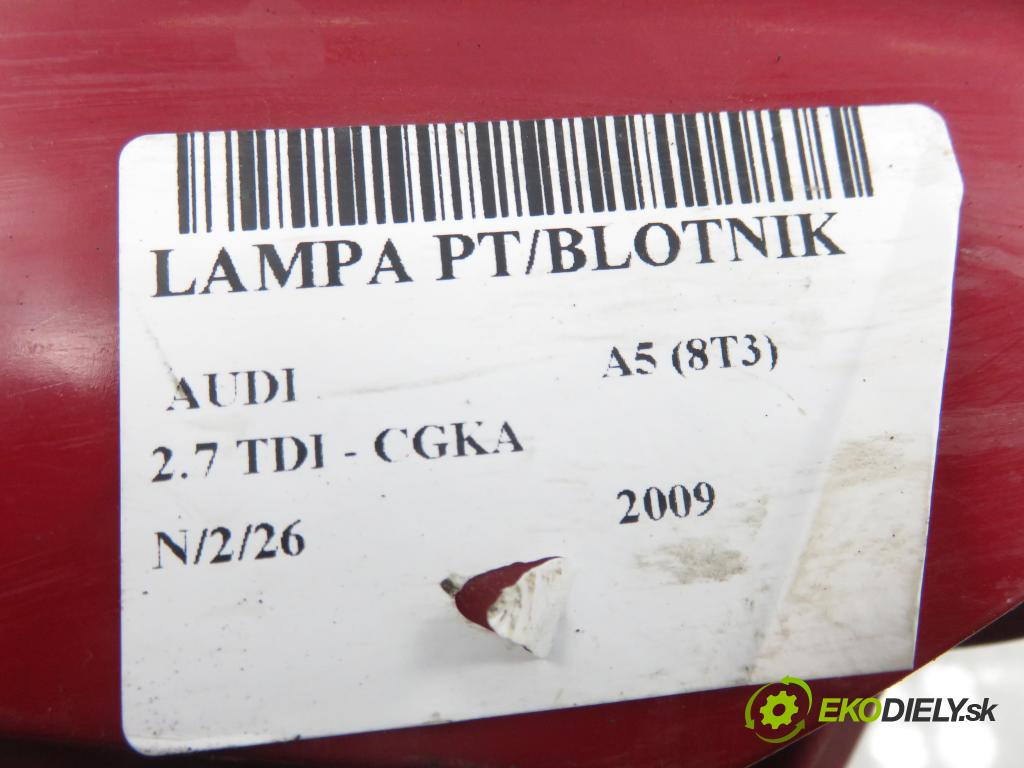 LAMPA PT/BLOTNIK
AUDI A5 (8T3)
2.7 TDI - CGKA
N/2/26 2009
EKODIELY.sk